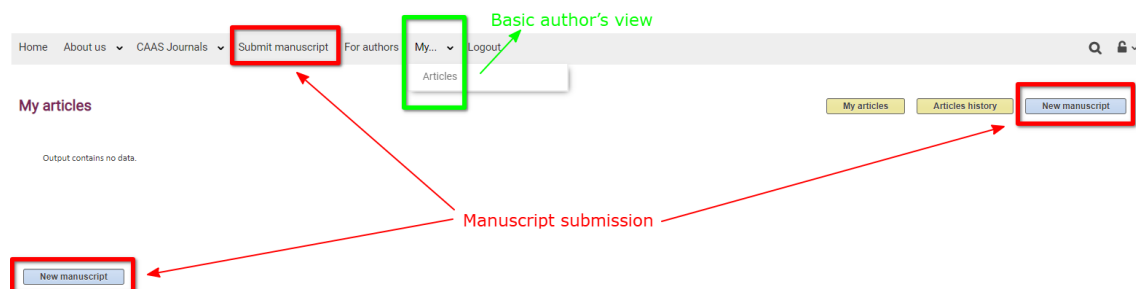 Basic author's view
Home About us CAAS Journals Submit manuscript For authors My... Logout
Articles
My articles
My articles Articles history New manuscript
Output contains no data.
Manuscript submission
New manuscript